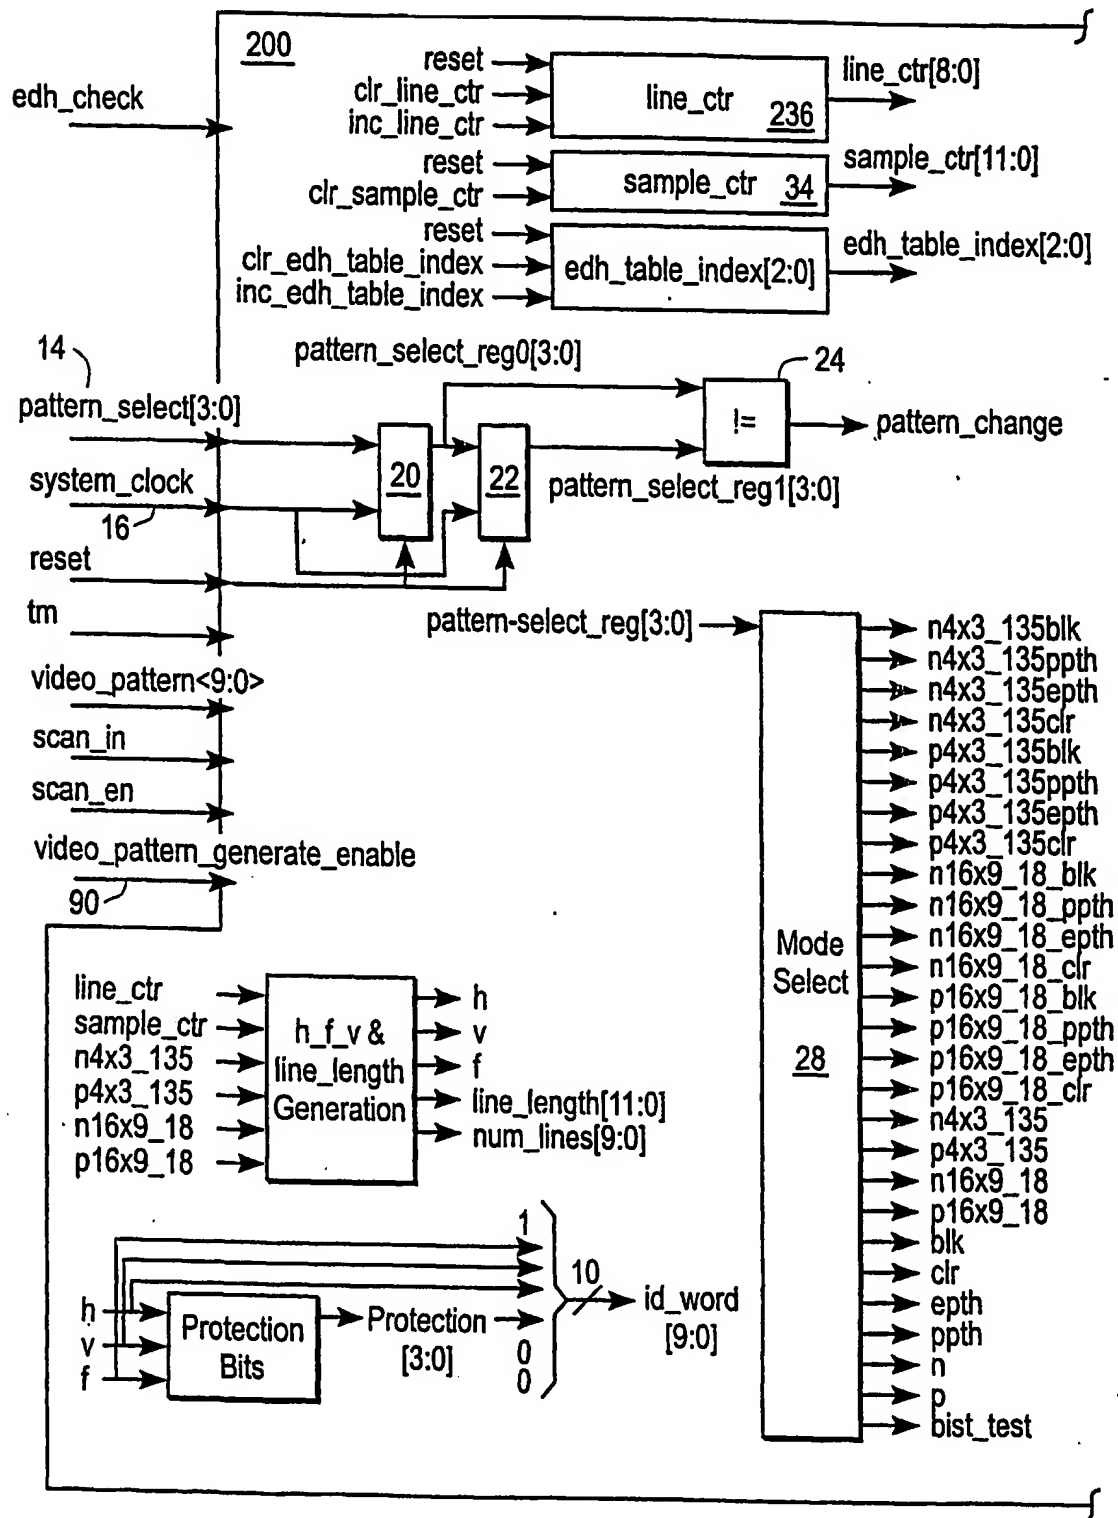 200
edh_check
reset
clr_line_ctr
inc_line_ctr
line_ctr
236
line_ctr[8:0]
reset
clr_sample_ctr
sample_ctr
34
sample_ctr[11:0]
reset
clr_edh_table_index
inc_edh_table_index
edh_table_index[2:0]
edh_table_index[2:0]
14
pattern_select[3:0]
system_clock
16
reset
tm
video_pattern<9:0>
scan_in
scan_en
video_pattern_generate_enable
90
pattern_select_reg0[3:0]
20
22
pattern_select_reg1[3:0]
24
!=
pattern_change
pattern-select_reg[3:0]
Mode
Select
28
n4x3_135blk
n4x3_135ppth
n4x3_135epth
n4x3_135clr
p4x3_135blk
p4x3_135ppth
p4x3_135epth
p4x3_135clr
n16x9_18_blk
n16x9_18_ppth
n16x9_18_epth
n16x9_18_clr
p16x9_18_blk
p16x9_18_ppth
p16x9_18_epth
p16x9_18_clr
n4x3_135
p4x3_135
n16x9_18
p16x9_18
blk
clr
epth
ppth
n
p
bist_test
line_ctr
sample_ctr
n4x3_135
p4x3_135
n16x9_18
p16x9_18
h_f_v &
line_length
Generation
h
v
f
line_length[11:0]
num_lines[9:0]
h
v
f
Protection
Bits
Protection
[3:0]
1
0
0
10
id_word
[9:0]